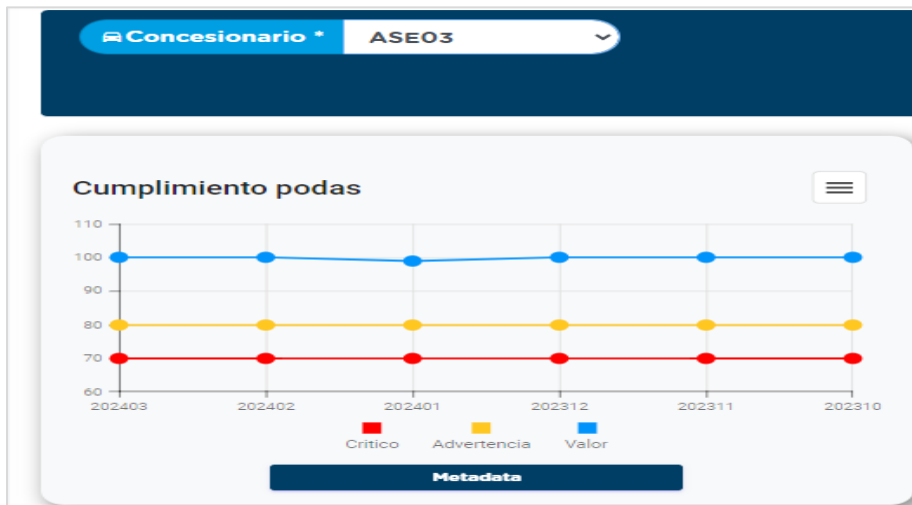 Concesionario * ASE03
Cumplimiento podas
110
100
90
80
70
60
202403 202402 202401 202312 202311 202310
Critico Advertencia Valor
Metadata